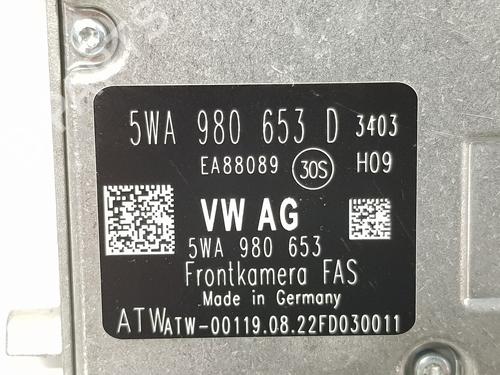 5WA 980 653 D 3403
EA88089 30S H09
VW AG
5WA 980 653
Frontkamera FAS
Made in Germany
ATW ATW-00119.08.22FD030011